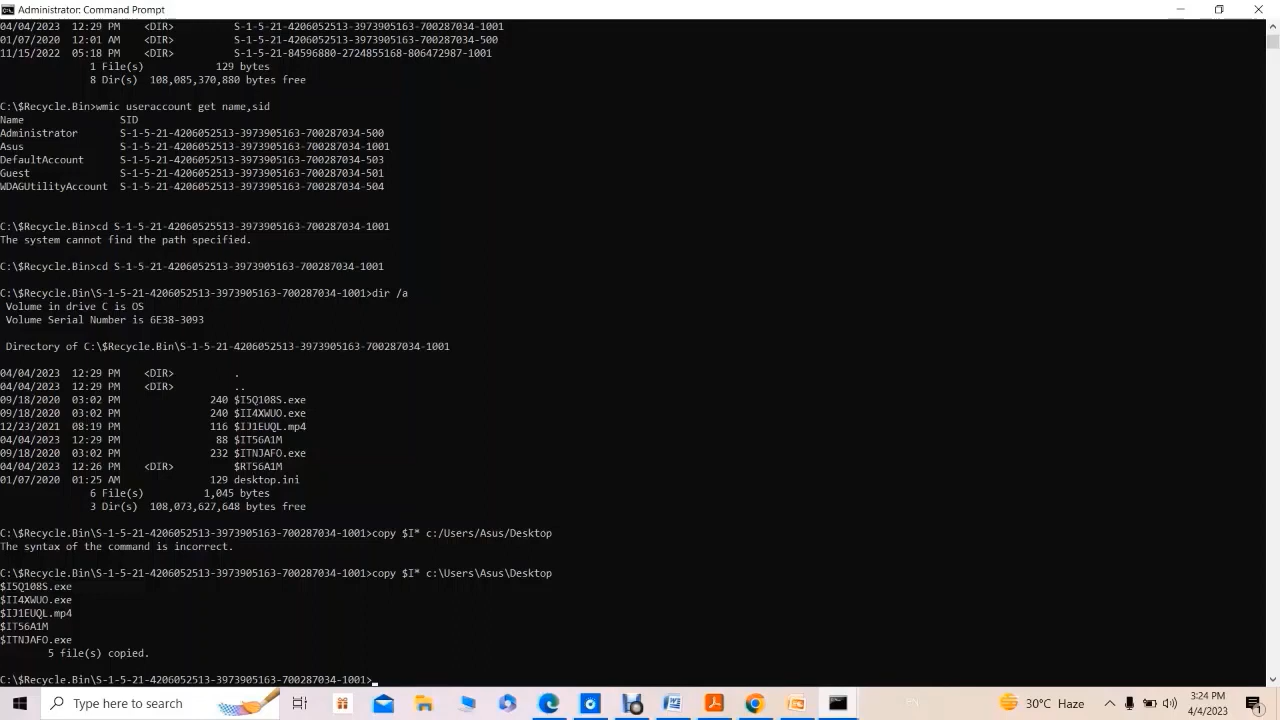 Administrator: Command Prompt
04/04/2023  12:29 PM    <DIR>          S-1-5-21-4206052513-3973905163-700287034-1001
01/07/2020  12:01 AM    <DIR>          S-1-5-21-4206052513-3973905163-700287034-500
11/15/2022  05:18 PM    <DIR>          S-1-5-21-84596880-2724855168-806472987-1001
               1 File(s)            129 bytes
               8 Dir(s)  108,085,370,880 bytes free
C:\$Recycle.Bin>wmic useraccount get name,sid
Name                SID
Administrator       S-1-5-21-4206052513-3973905163-700287034-500
Asus                S-1-5-21-4206052513-3973905163-700287034-1001
DefaultAccount      S-1-5-21-4206052513-3973905163-700287034-503
Guest               S-1-5-21-4206052513-3973905163-700287034-501
WDAGUtilityAccount  S-1-5-21-4206052513-3973905163-700287034-504
C:\$Recycle.Bin>cd S-1-5-21-42060525513-3973905163-700287034-1001
The system cannot find the path specified.
C:\$Recycle.Bin>cd S-1-5-21-4206052513-3973905163-700287034-1001
C:\$Recycle.Bin\S-1-5-21-4206052513-3973905163-700287034-1001>dir /a
 Volume in drive C is OS
 Volume Serial Number is 6E38-3093
 Directory of C:\$Recycle.Bin\S-1-5-21-4206052513-3973905163-700287034-1001
04/04/2023  12:29 PM    <DIR>          .
04/04/2023  12:29 PM    <DIR>          ..
09/18/2020  03:02 PM               240 $I5Q108S.exe
09/18/2020  03:02 PM               240 $II4XWUO.exe
12/23/2021  08:19 PM               116 $IJ1EUQL.mp4
04/04/2023  12:29 PM                88 $IT56A1M
09/18/2020  03:02 PM               232 $ITNJAFO.exe
04/04/2023  12:26 PM    <DIR>          $RT56A1M
01/07/2020  01:25 AM               129 desktop.ini
               6 File(s)          1,045 bytes
               3 Dir(s)  108,073,627,648 bytes free
C:\$Recycle.Bin\S-1-5-21-4206052513-3973905163-700287034-1001>copy $I* c:/Users/Asus/Desktop
The syntax of the command is incorrect.
C:\$Recycle.Bin\S-1-5-21-4206052513-3973905163-700287034-1001>copy $I* c:\Users\Asus\Desktop
$I5Q108S.exe
$II4XWUO.exe
$IJ1EUQL.mp4
$IT56A1M
$ITNJAFO.exe
        5 file(s) copied.
C:\$Recycle.Bin\S-1-5-21-4206052513-3973905163-700287034-1001>
Type here to search
30°C Haze
3:24 PM
4/4/2023